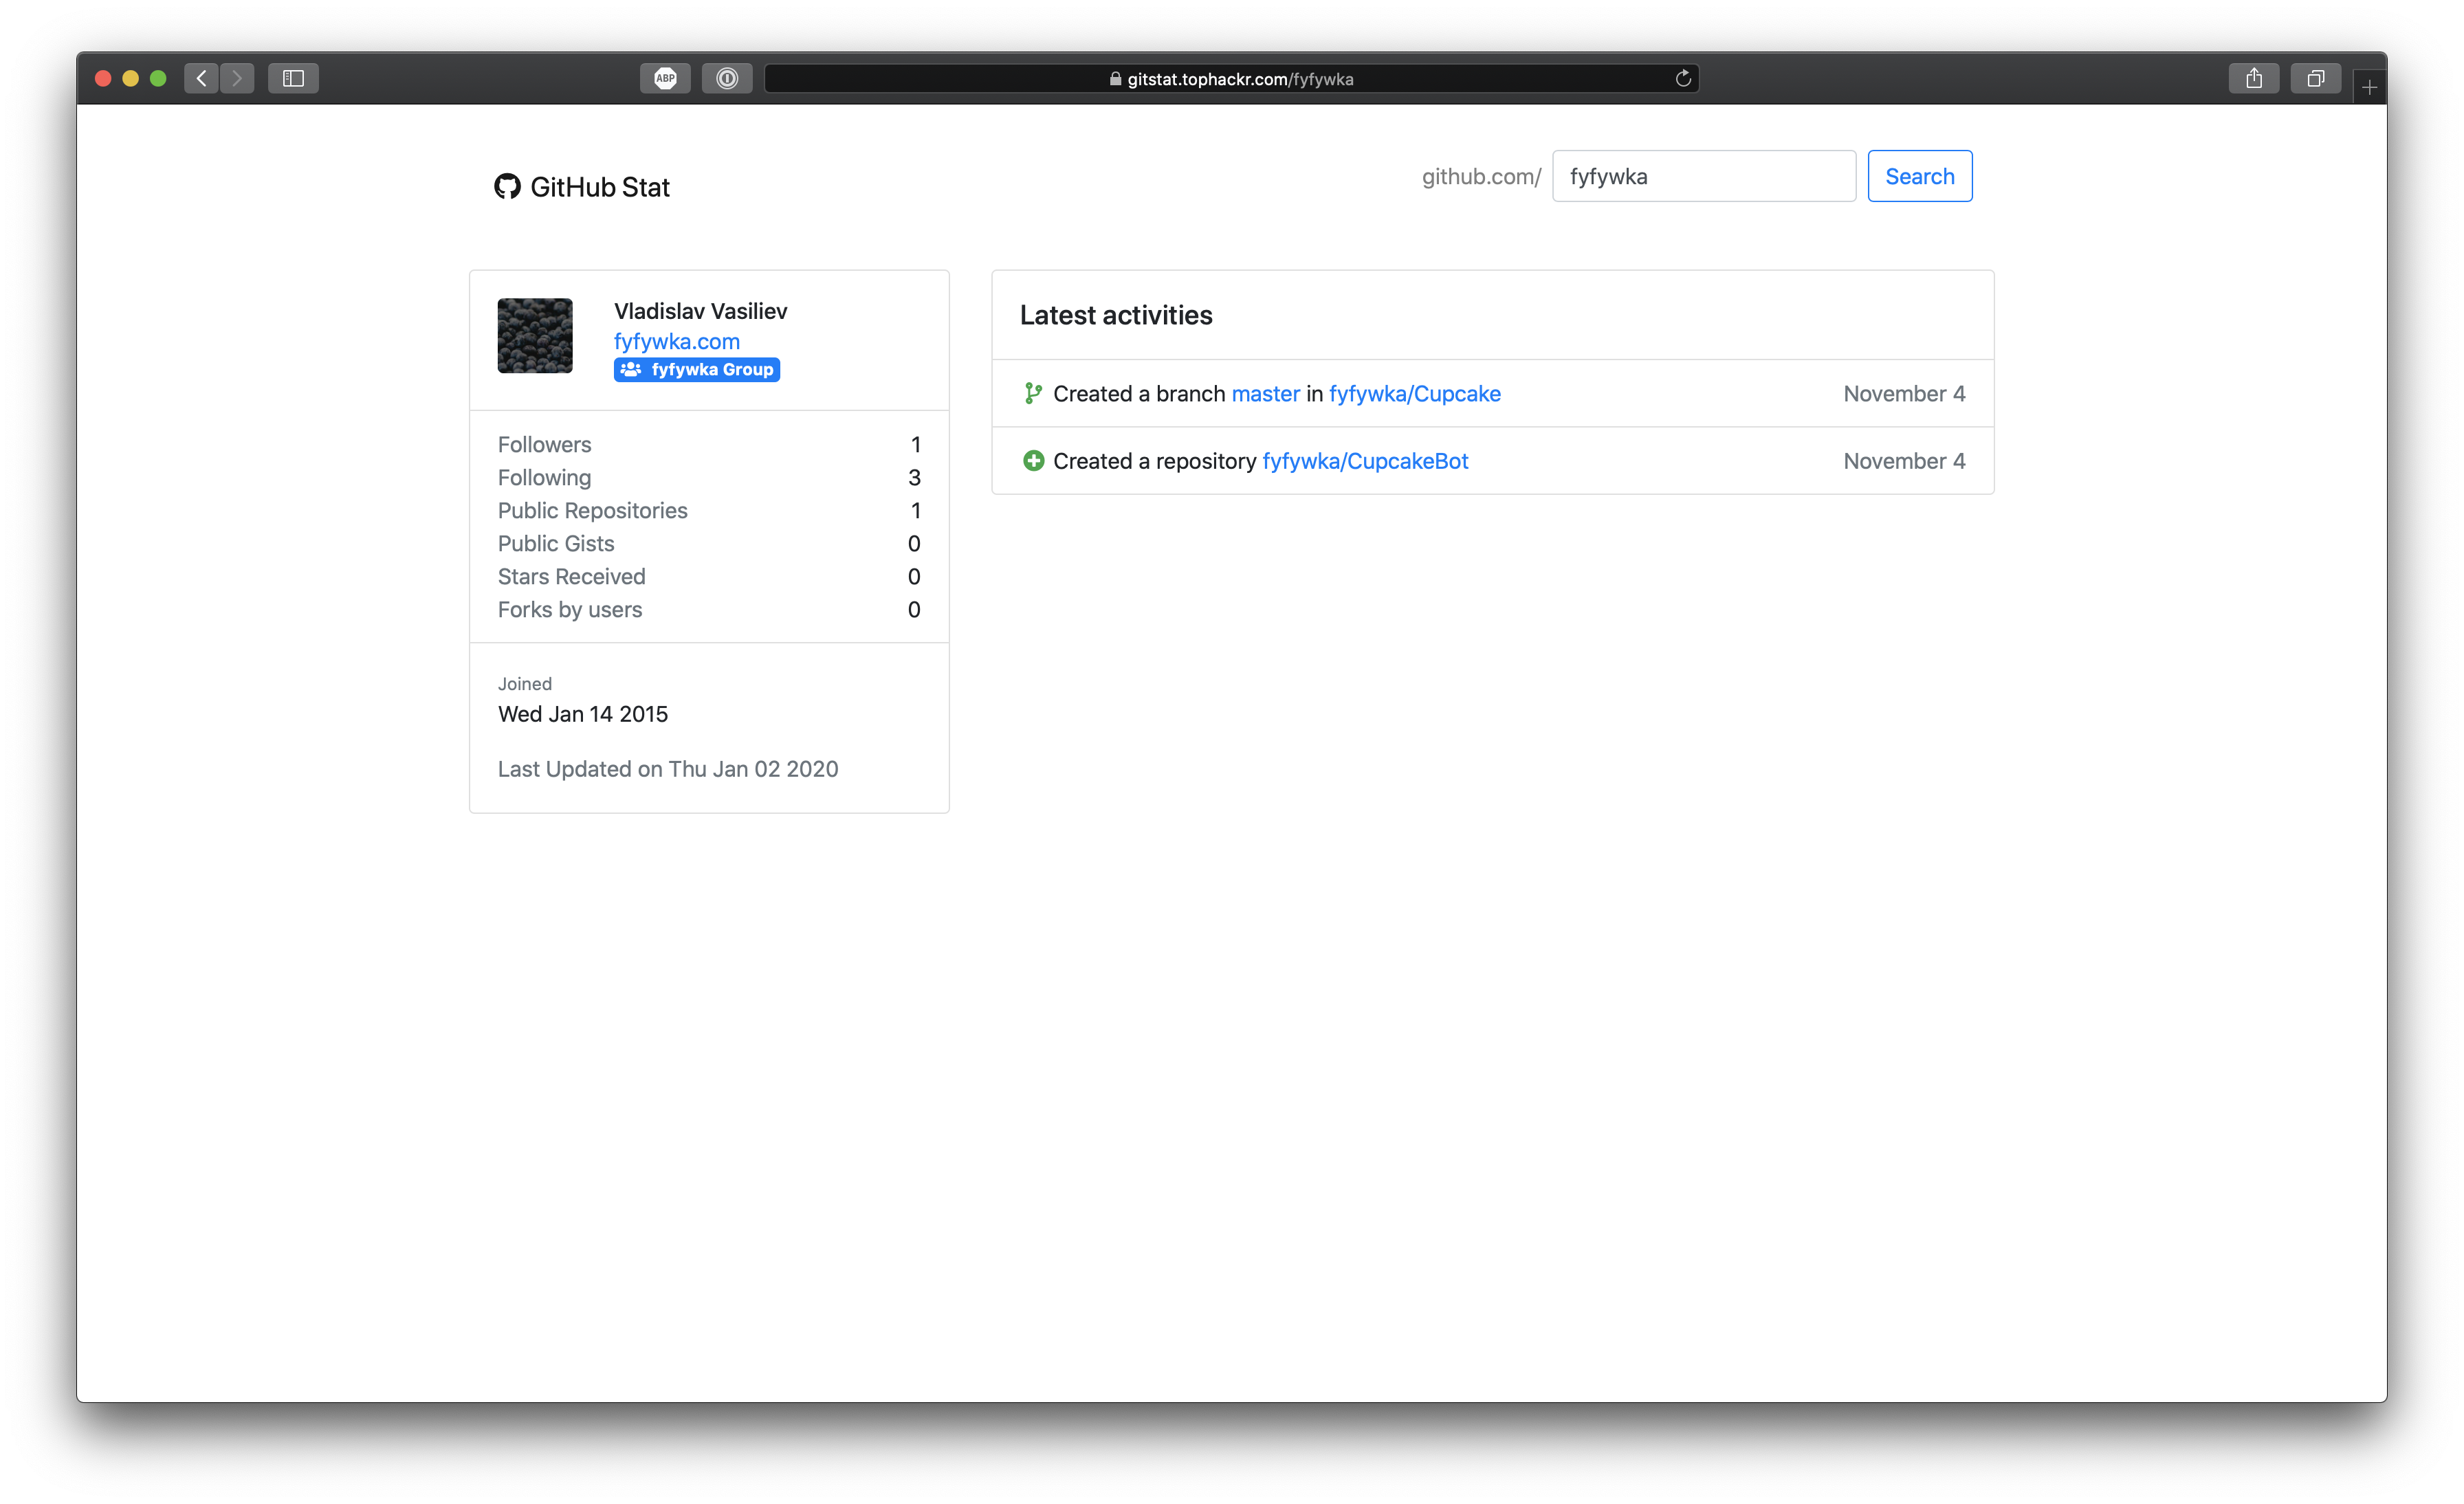 ABP
gitstat.tophackr.com/fyfywka
GitHub Stat
github.com/ fyfywka Search
Vladislav Vasiliev
fyfywka.com
fyfywka Group
Followers 1
Following 3
Public Repositories 1
Public Gists 0
Stars Received 0
Forks by users 0
Joined
Wed Jan 14 2015
Last Updated on Thu Jan 02 2020
Latest activities
Created a branch master in fyfywka/Cupcake November 4
Created a repository fyfywka/CupcakeBot November 4